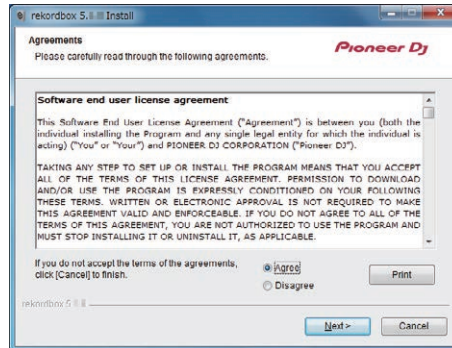 rekordbox 5. Install
Agreements
Please carefully read through the following agreements.
Pioneer Dj
Software end user license agreement
This Software End User License Agreement ("Agreement") is between you (both the
individual installing the Program and any single legal entity for which the individual is
acting) ("You" or "Your") and PIONEER DJ CORPORATION ("Pioneer DJ").
TAKING ANY STEP TO SET UP OR INSTALL THE PROGRAM MEANS THAT YOU ACCEPT
ALL OF THE TERMS OF THIS LICENSE AGREEMENT. PERMISSION TO DOWNLOAD
AND/OR USE THE PROGRAM IS EXPRESSLY CONDITIONED ON YOUR FOLLOWING
THESE TERMS. WRITTEN OR ELECTRONIC APPROVAL IS NOT REQUIRED TO MAKE
THIS AGREEMENT VALID AND ENFORCEABLE. IF YOU DO NOT AGREE TO ALL OF THE
TERMS OF THIS AGREEMENT, YOU ARE NOT AUTHORIZED TO USE THE PROGRAM AND
MUST STOP INSTALLING IT OR UNINSTALL IT, AS APPLICABLE.
If you do not accept the terms of the agreements,
click [Cancel] to finish.
Agree
Disagree
Print
rekordbox 5
Next >
Cancel